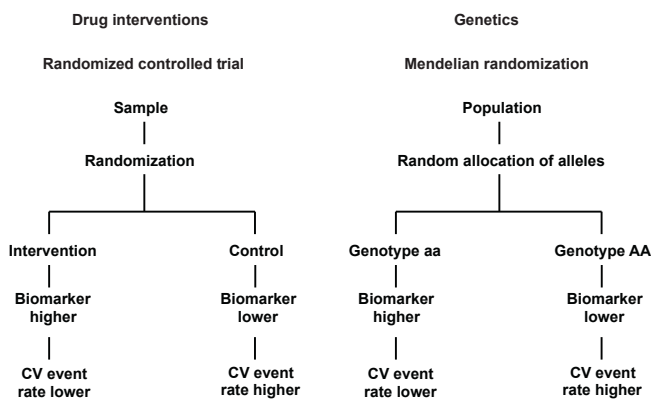 Drug interventions
Genetics
Randomized controlled trial
Mendelian randomization
Sample
Population
Randomization
Random allocation of alleles
Intervention
Control
Genotype aa
Genotype AA
Biomarker
higher
Biomarker
lower
Biomarker
higher
Biomarker
lower
CV event
rate lower
CV event
rate higher
CV event
rate lower
CV event
rate higher